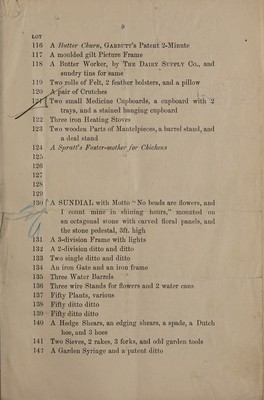 9
LOT
116 A Butter Churn, GARBUTT's Patent 2-Minute
117 A moulded gilt Picture Frame
118 A Butter Worker, by THE DAIRY SUPPLY Co., and
sundry tins for same
119 Two rolls of Felt, 2 feather bolsters, and a pillow
120 A pair of Crutches
121 Two small Medicine Cupboards, a cupboard with 2
trays, and a stained hanging cupboard
122 Three iron Heating Stoves
123 Two wooden Parts of Mantelpieces, a barrel stand, and
a deal stand
124 A Spratt's Foster-mother for Chickens
125
126
127
128
129
130 A SUNDIAL with Motto "No beads are flowers, and
I count mine in shining hours," mounted on
an octagonal stone with carved floral panels, and
the stone pedestal, 3ft. high
131 A 3-division Frame with lights
132 A 2-division ditto and ditto
133 Two single ditto and ditto
134 An iron Gate and an iron frame
135 Three Water Barrels
136 Three wire Stands for flowers and 2 water cans
137 Fifty Plants, various
138 Fifty ditto ditto
139 Fifty ditto ditto
140 A Hedge Shears, an edging shears, a spade, a Dutch
hoe, and 3 hoes
141 Two Sieves, 2 rakes, 3 forks, and odd garden tools
142 A Garden Syringe and a patent ditto